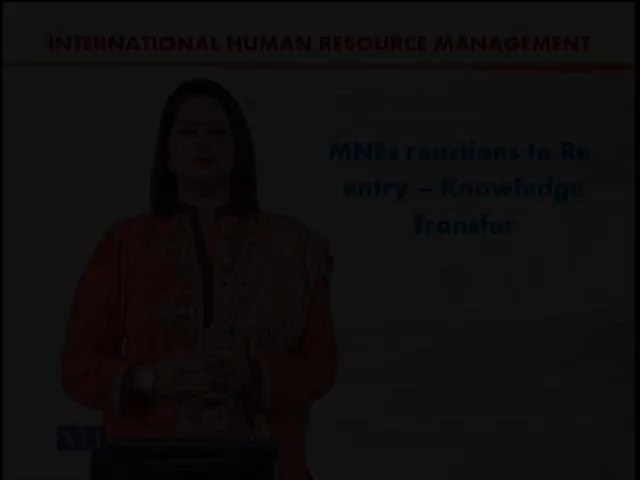 INTERNATIONAL HUMAN RESOURCE MANAGEMENT
MNEs reactions to Re
entry – Knowledge
Transfer